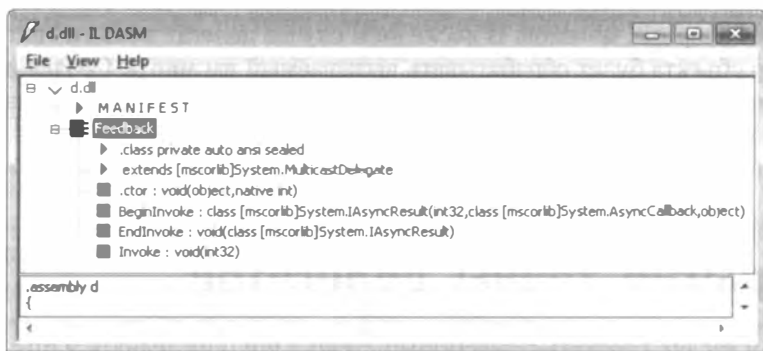 d.dll - IL DASM
File View Help
d.dll
MANIFEST
Feedback
.class private auto ansi sealed
extends [mscorlib]System.MulticastDelegate
.ctor : void(object,native int)
BeginInvoke : class [mscorlib]System.IAsyncResult(int32,class [mscorlib]System.AsyncCallback,object)
EndInvoke : void(class [mscorlib]System.IAsyncResult)
Invoke : void(int32)
.assembly d
{